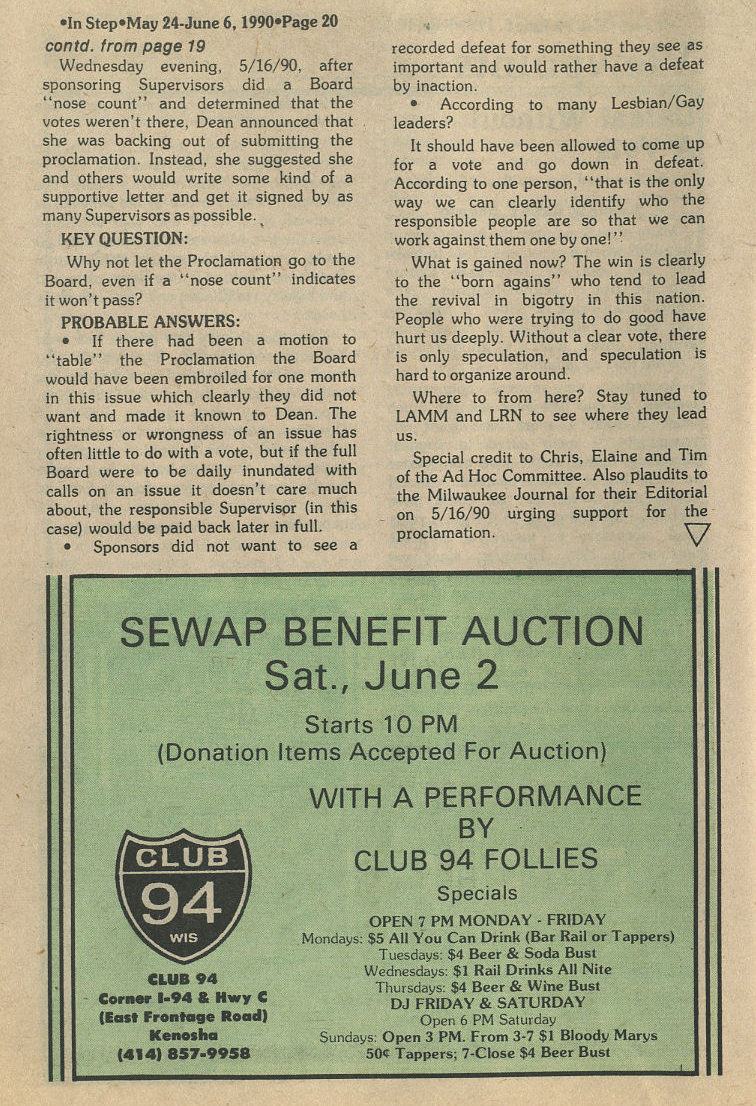 •In Step•May 24-June 6, 1990•Page 20
contd. from page 19
Wednesday evening, 5/16/90, after
sponsoring Supervisors did a Board
“nose count” and determined that the
votes weren’t there, Dean announced that
she was backing out of submitting the
proclamation. Instead, she suggested she
and others would write some kind of a
supportive letter and get it signed by as
many Supervisors as possible.
KEY QUESTION:
Why not let the Proclamation go to the
Board, even if a “nose count” indicates
it won’t pass?
PROBABLE ANSWERS:
• If there had been a motion to
“table” the Proclamation the Board
would have been embroiled for one month
in this issue which clearly they did not
want and made it known to Dean. The
rightness or wrongness of an issue has
often little to do with a vote, but if the full
Board were to be daily inundated with
calls on an issue it doesn’t care much
about, the responsible Supervisor (in this
case) would be paid back later in full.
• Sponsors did not want to see a
recorded defeat for something they see as
important and would rather have a defeat
by inaction.
• According to many Lesbian/Gay
leaders?
It should have been allowed to come up
for a vote and go down in defeat.
According to one person, “that is the only
way we can clearly identify who the
responsible people are so that we can
work against them one by one!”
What is gained now? The win is clearly
to the “born agains” who tend to lead
the revival in bigotry in this nation.
People who were trying to do good have
hurt us deeply. Without a clear vote, there
is only speculation, and speculation is
hard to organize around.
Where to from here? Stay tuned to
LAMM and LRN to see where they lead
us.
Special credit to Chris, Elaine and Tim
of the Ad Hoc Committee. Also plaudits to
the Milwaukee Journal for their Editorial
on 5/16/90 urging support for the
proclamation.
SEWAP BENEFIT AUCTION
Sat., June 2
Starts 10 PM
(Donation Items Accepted For Auction)
WITH A PERFORMANCE
BY
CLUB 94 FOLLIES
Specials
OPEN 7 PM MONDAY - FRIDAY
Mondays: $5 All You Can Drink (Bar Rail or Tappers)
Tuesdays: $4 Beer & Soda Bust
Wednesdays: $1 Rail Drinks All Nite
Thursdays: $4 Beer & Wine Bust
DJ FRIDAY & SATURDAY
Open 6 PM Saturday
Sundays: Open 3 PM. From 3-7 $1 Bloody Marys
50¢ Tappers; 7-Close $4 Beer Bust
CLUB
94
WIS
CLUB 94
Corner I-94 & Hwy C
(East Frontage Road)
Kenosha
(414) 857-9958